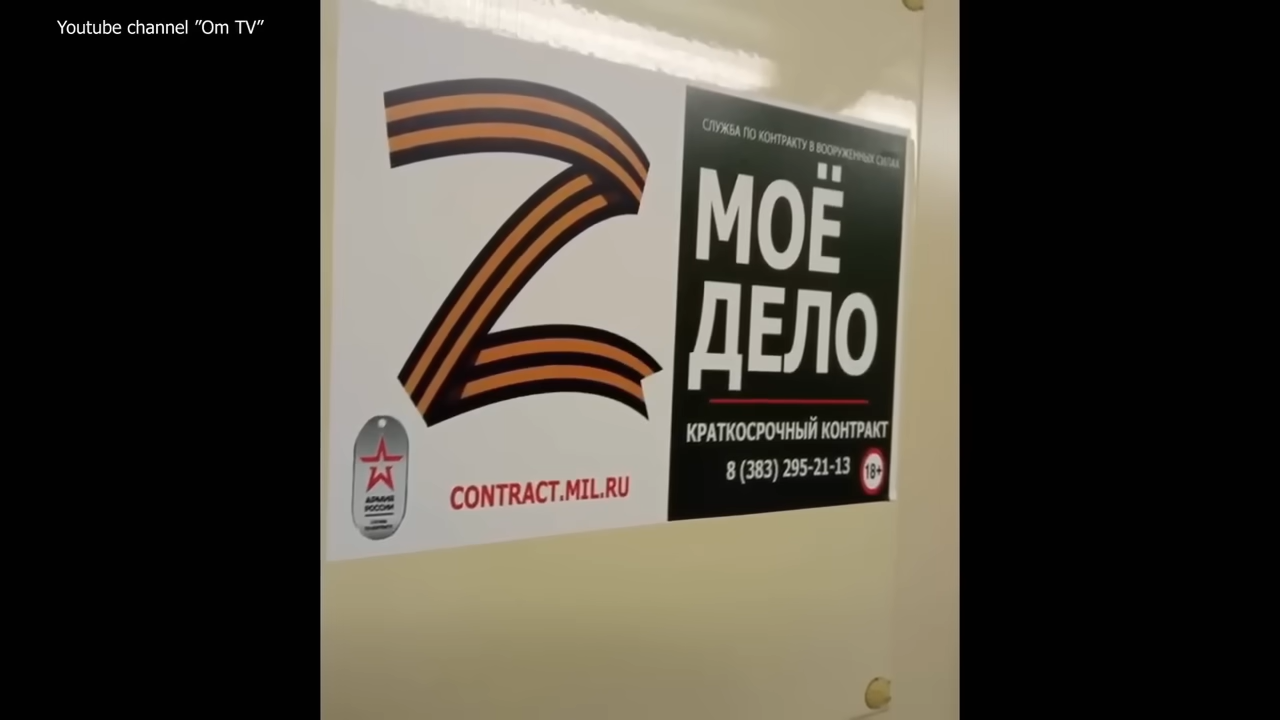 Youtube channel "Om TV"
СЛУЖБА ПО КОНТРАКТУ В ВООРУЖЕННЫХ СИЛАХ
МОЁ
ДЕЛО
КРАТКОСРОЧНЫЙ КОНТРАКТ
8 (383) 295-21-13
18+
Z
АРМИЯ
РОССИИ
CONTRACT.MIL.RU